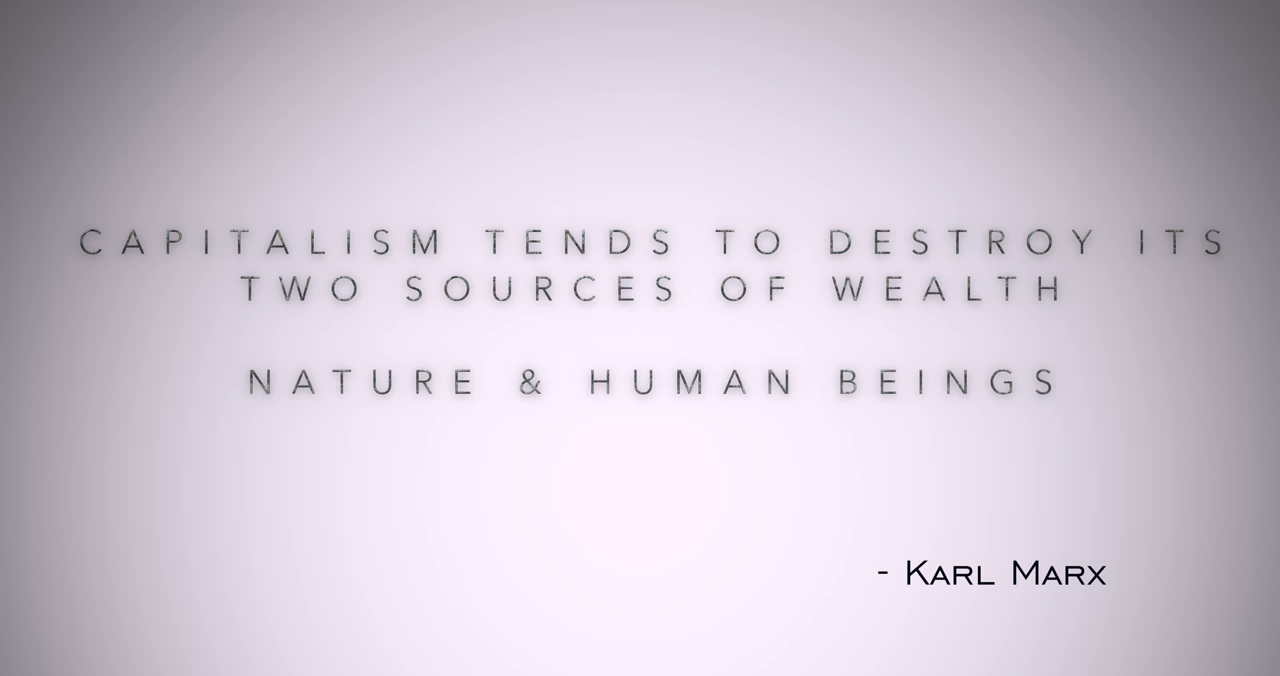 CAPITALISM TENDS TO DESTROY ITS
TWO SOURCES OF WEALTH
NATURE & HUMAN BEINGS
- KARL MARX